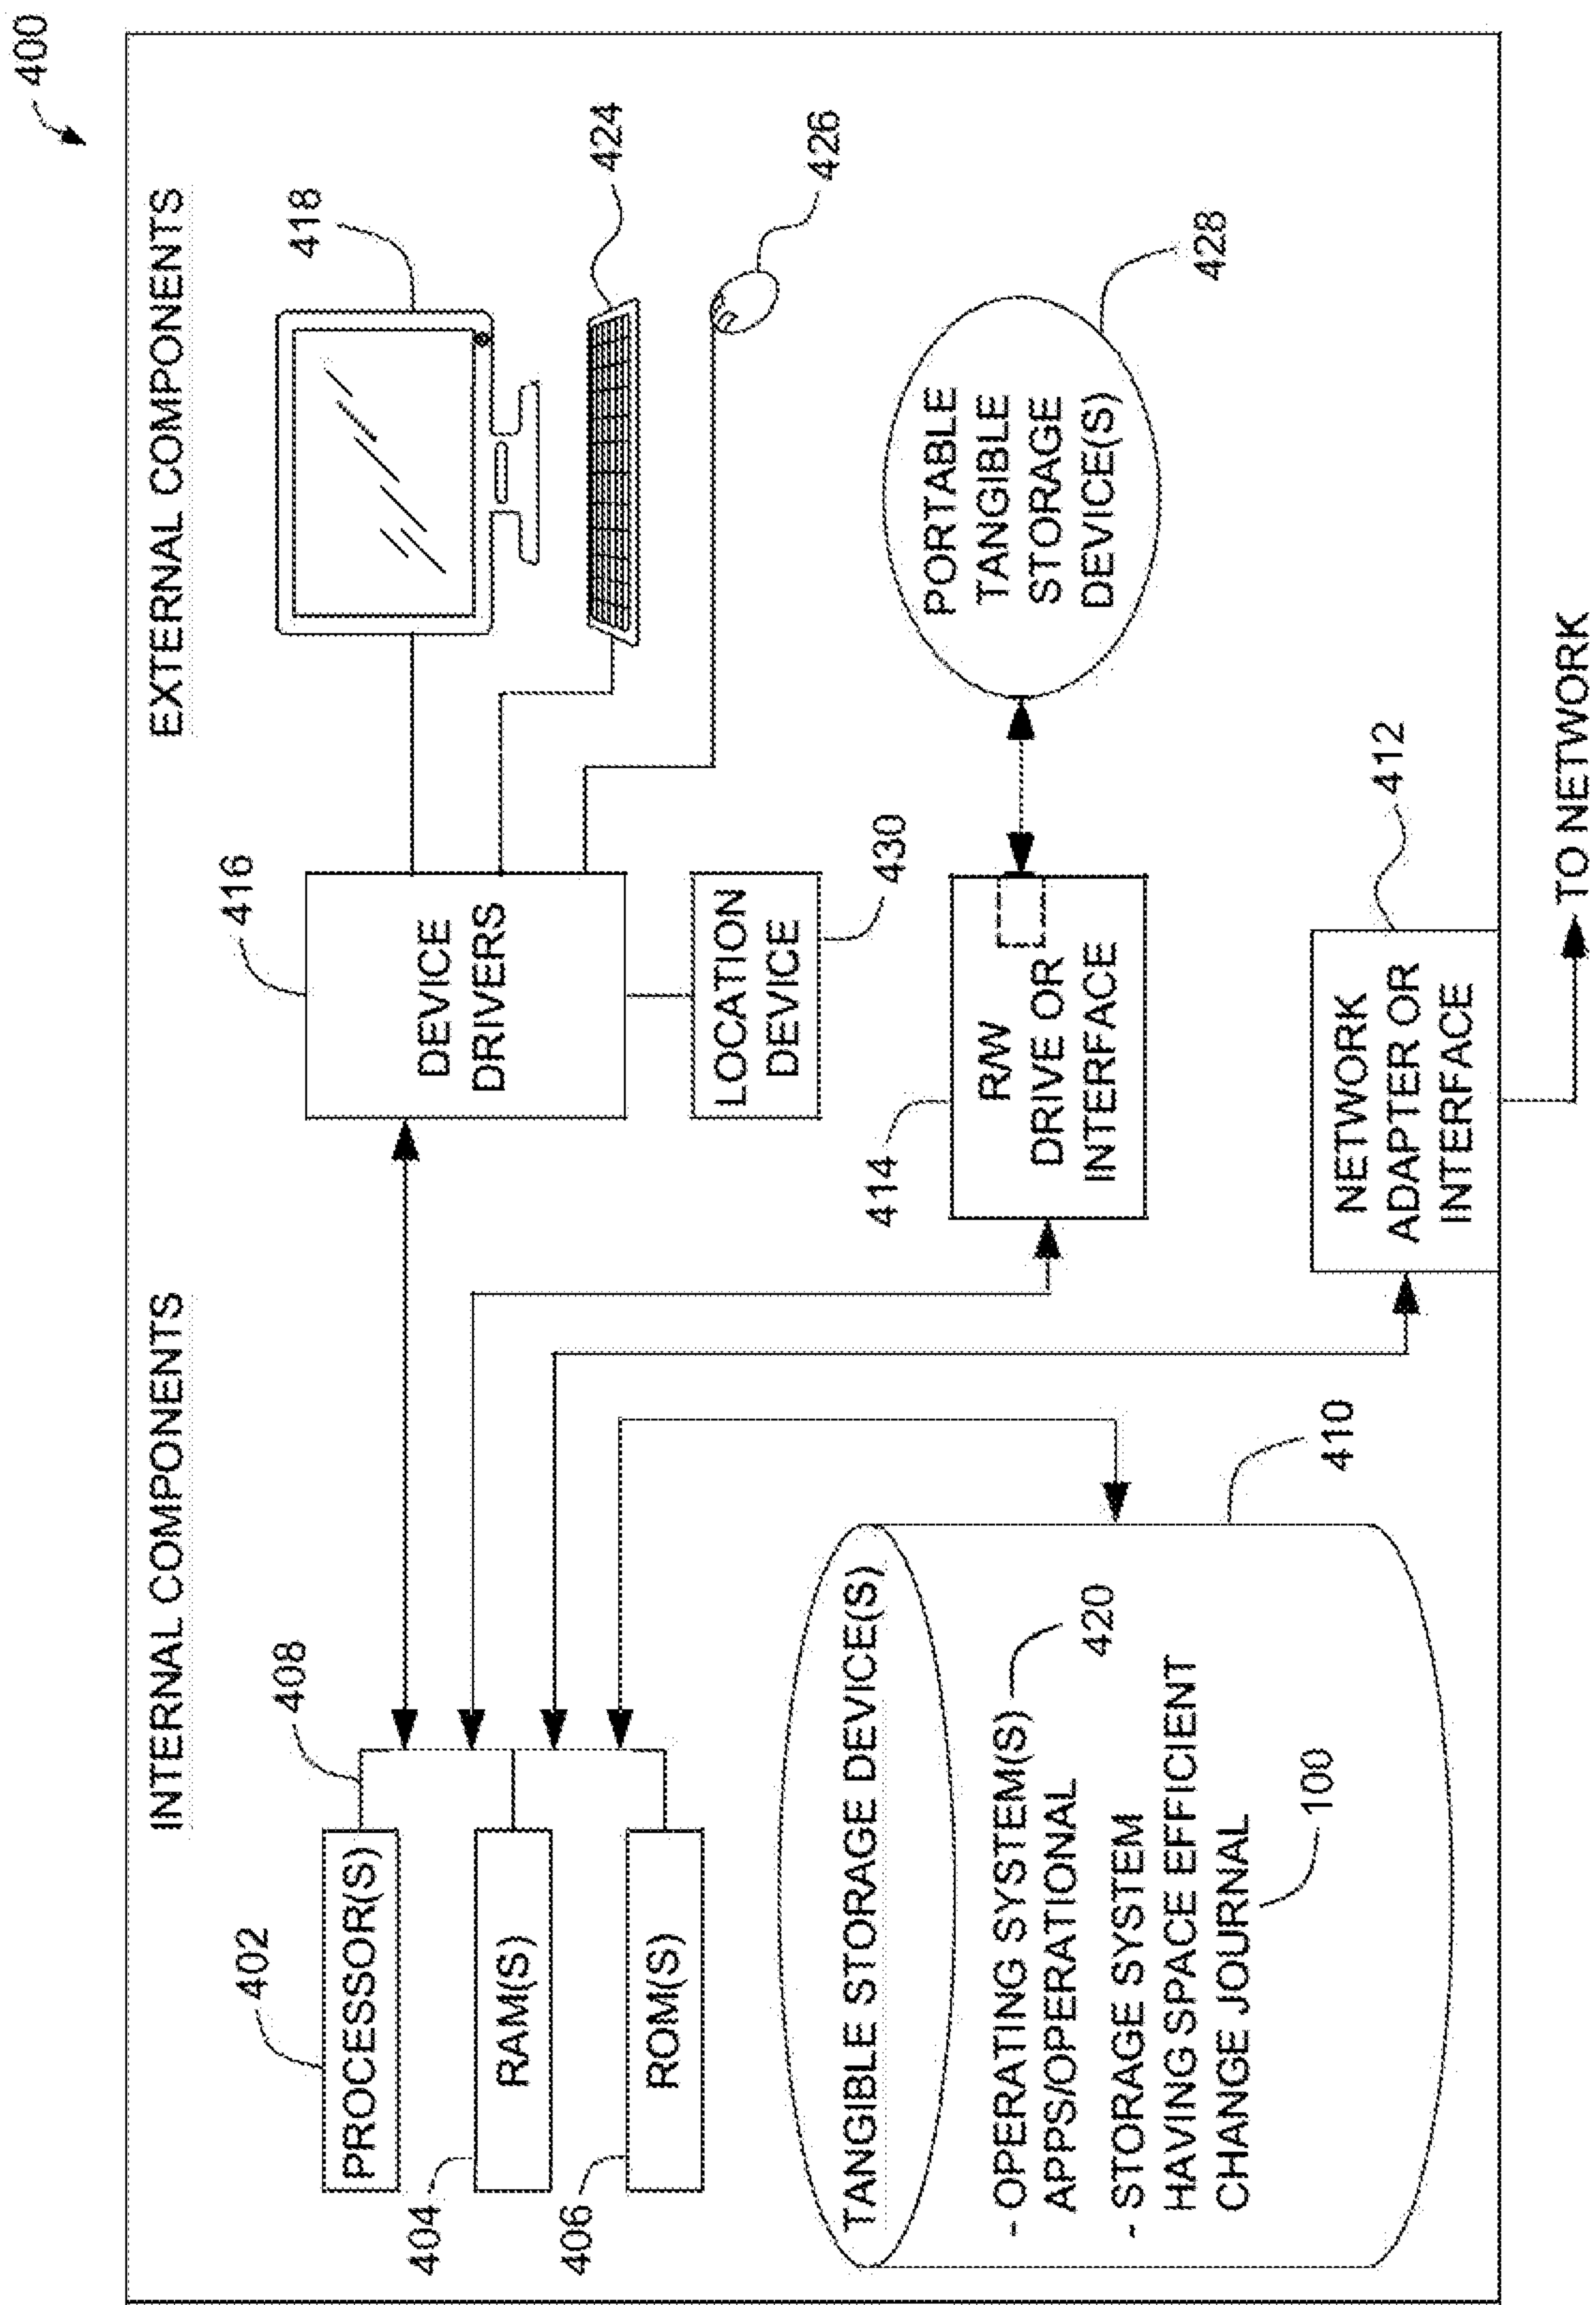 400
INTERNAL COMPONENTS
EXTERNAL COMPONENTS
402
PROCESSOR(S)
408
404
RAM(S)
406
ROM(S)
416
DEVICE
DRIVERS
418
424
426
LOCATION
DEVICE
430
414
R/W
DRIVE OR
INTERFACE
PORTABLE
TANGIBLE
STORAGE
DEVICE(S)
428
TANGIBLE STORAGE DEVICE(S)
- OPERATING SYSTEM(S)
APPS/OPERATIONAL
420
- STORAGE SYSTEM
HAVING SPACE EFFICIENT
CHANGE JOURNAL
100
410
NETWORK
ADAPTER OR
INTERFACE
412
TO NETWORK